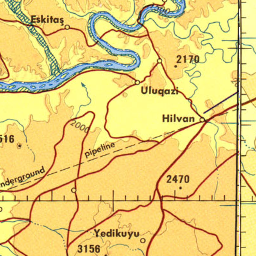 Eskitaş
2170
Uluqazi
2000
Hilvan
516
pipeline
nderground
2470
Yedikuyu
3156